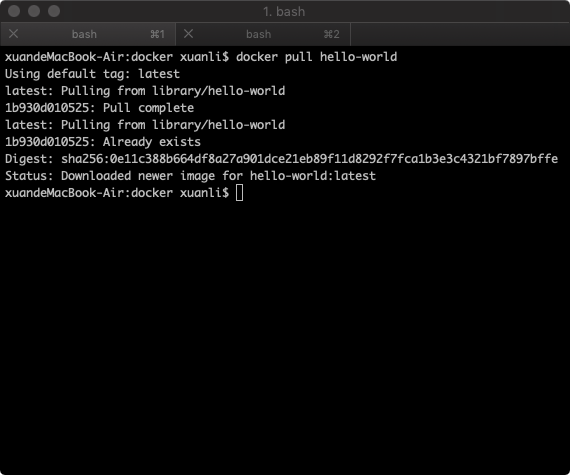 1. bash
bash ⌘1 bash ⌘2
xuandeMacBook-Air:docker xuanli$ docker pull hello-world
Using default tag: latest
latest: Pulling from library/hello-world
1b930d010525: Pull complete
latest: Pulling from library/hello-world
1b930d010525: Already exists
Digest: sha256:0e11c388b664df8a27a901dce21eb89f11d8292f7fca1b3e3c4321bf7897bffe
Status: Downloaded newer image for hello-world:latest
xuandeMacBook-Air:docker xuanli$